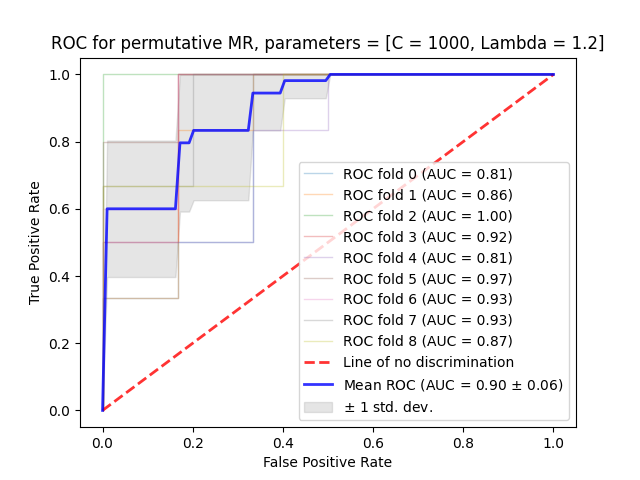 ROC for permutative MR, parameters = [C = 1000, Lambda = 1.2]
True Positive Rate
1.0
0.8
0.6
0.4
0.2
0.0
ROC fold 0 (AUC = 0.81)
ROC fold 1 (AUC = 0.86)
ROC fold 2 (AUC = 1.00)
ROC fold 3 (AUC = 0.92)
ROC fold 4 (AUC = 0.81)
ROC fold 5 (AUC = 0.97)
ROC fold 6 (AUC = 0.93)
ROC fold 7 (AUC = 0.93)
ROC fold 8 (AUC = 0.87)
Line of no discrimination
Mean ROC (AUC = 0.90 ± 0.06)
± 1 std. dev.
0.0 0.2 0.4 0.6 0.8 1.0
False Positive Rate